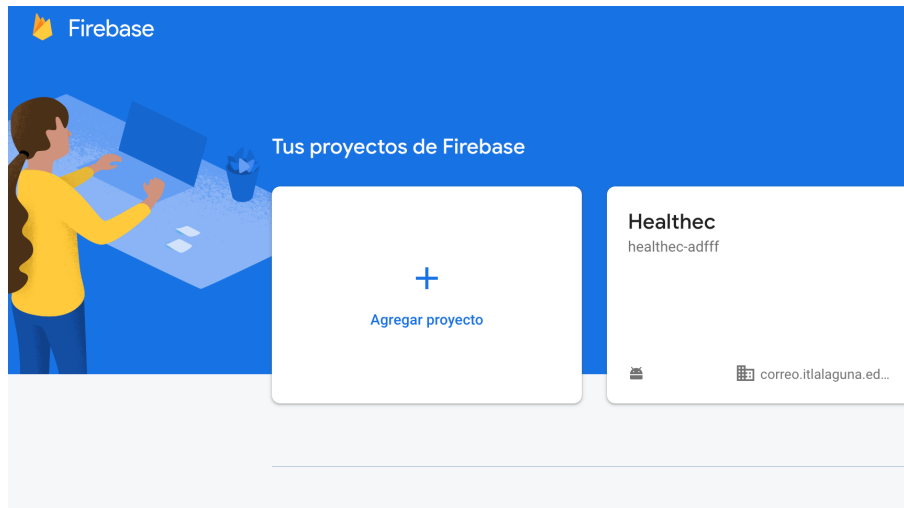 Firebase
Tus proyectos de Firebase
Agregar proyecto
Healthec
healthec-adfff
correo.itlalaguna.ed...